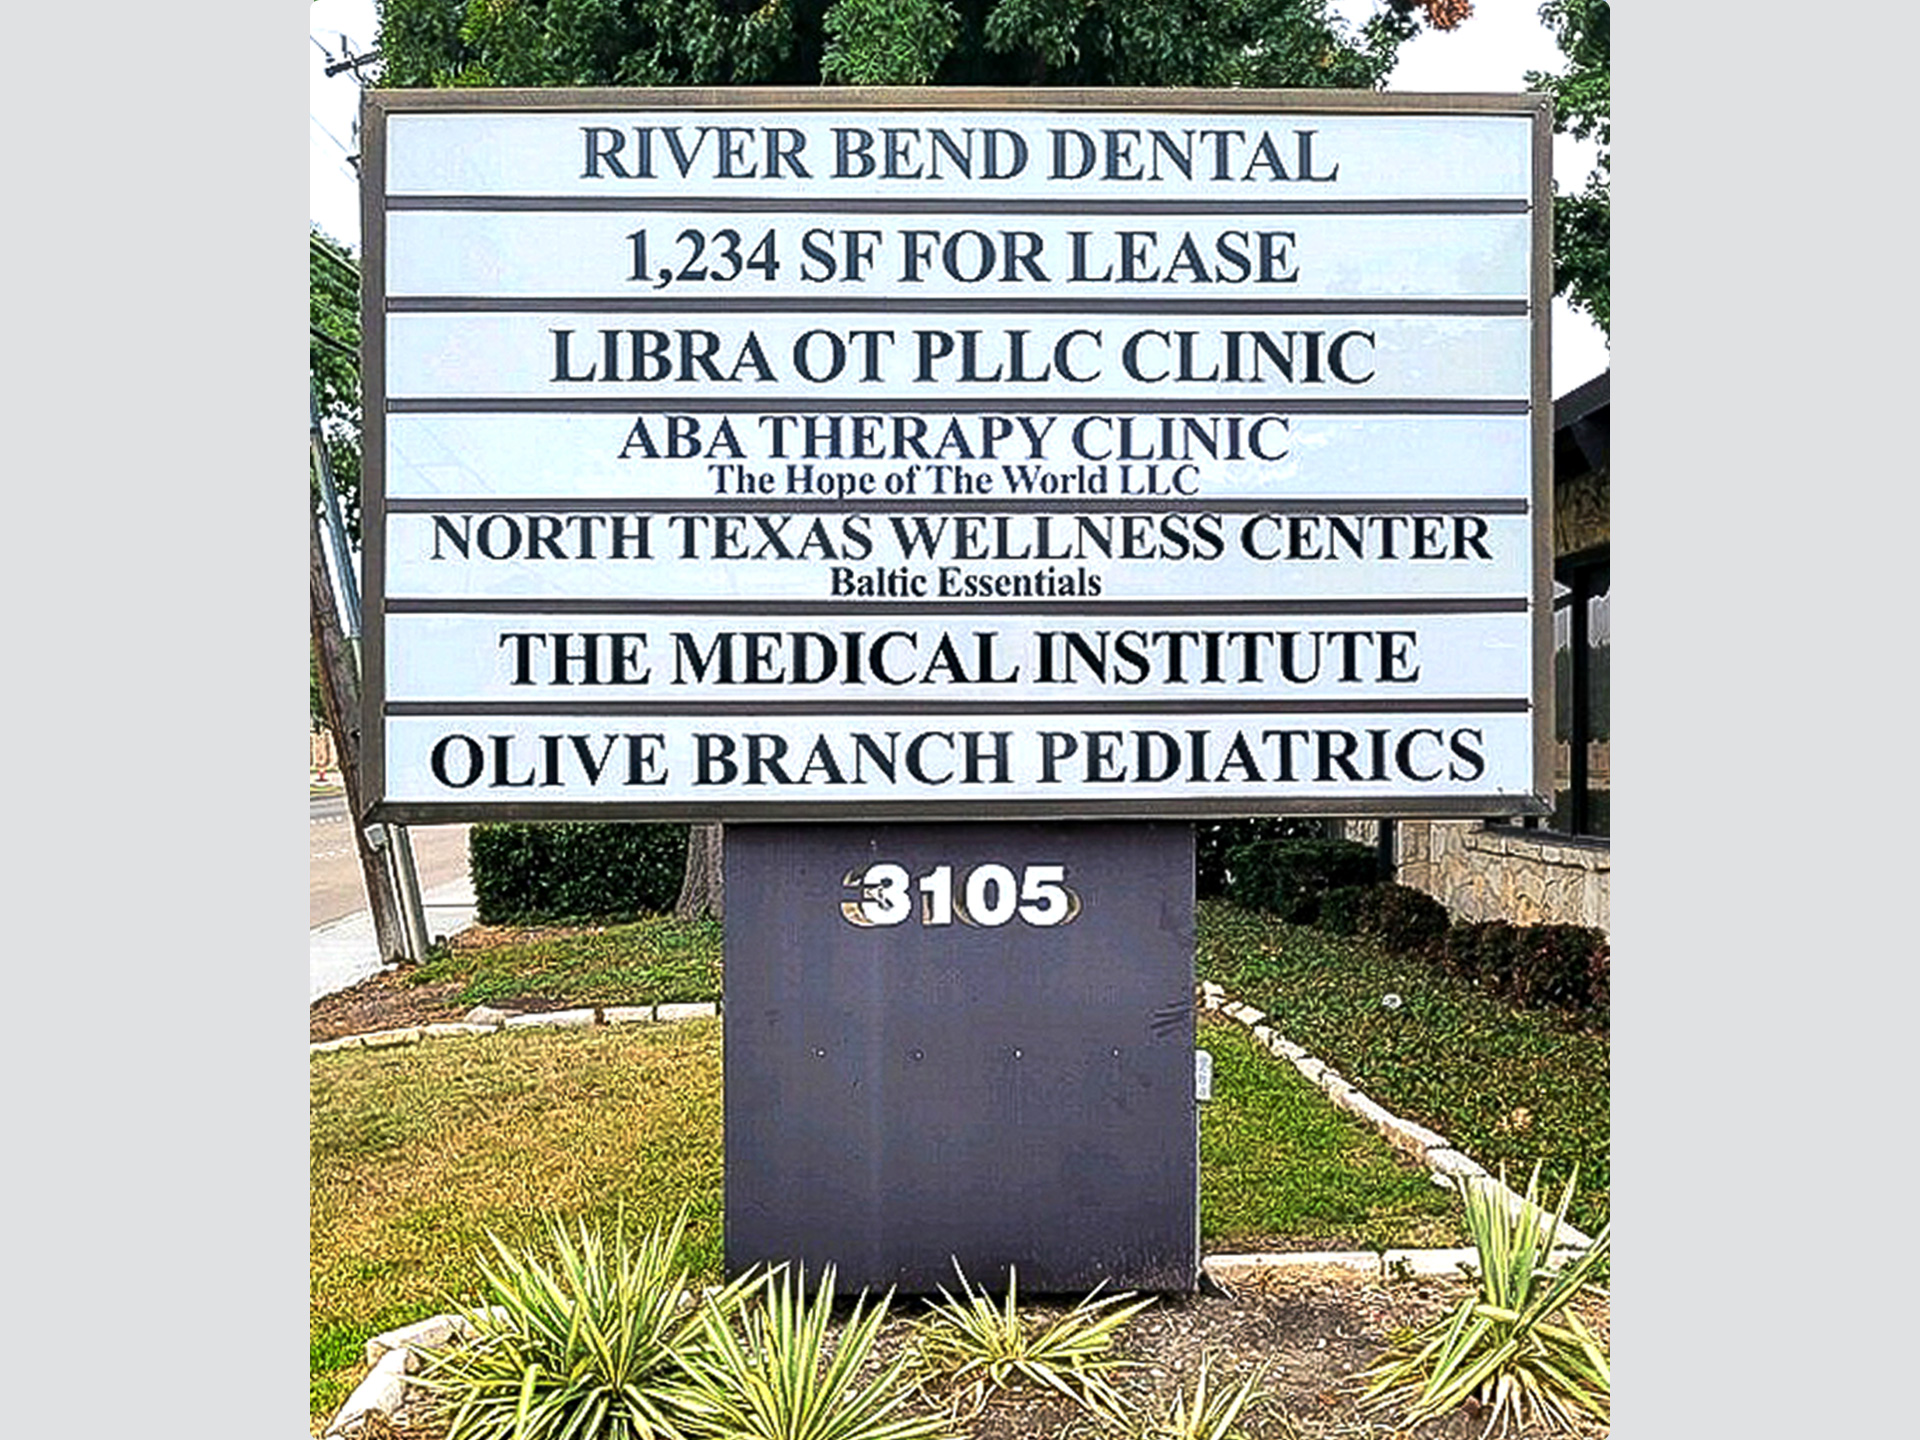 RIVER BEND DENTAL
1,234 SF FOR LEASE
LIBRA OT PLLC CLINIC
ABA THERAPY CLINIC
The Hope of The World LLC
NORTH TEXAS WELLNESS CENTER
Baltic Essentials
THE MEDICAL INSTITUTE
OLIVE BRANCH PEDIATRICS
3105